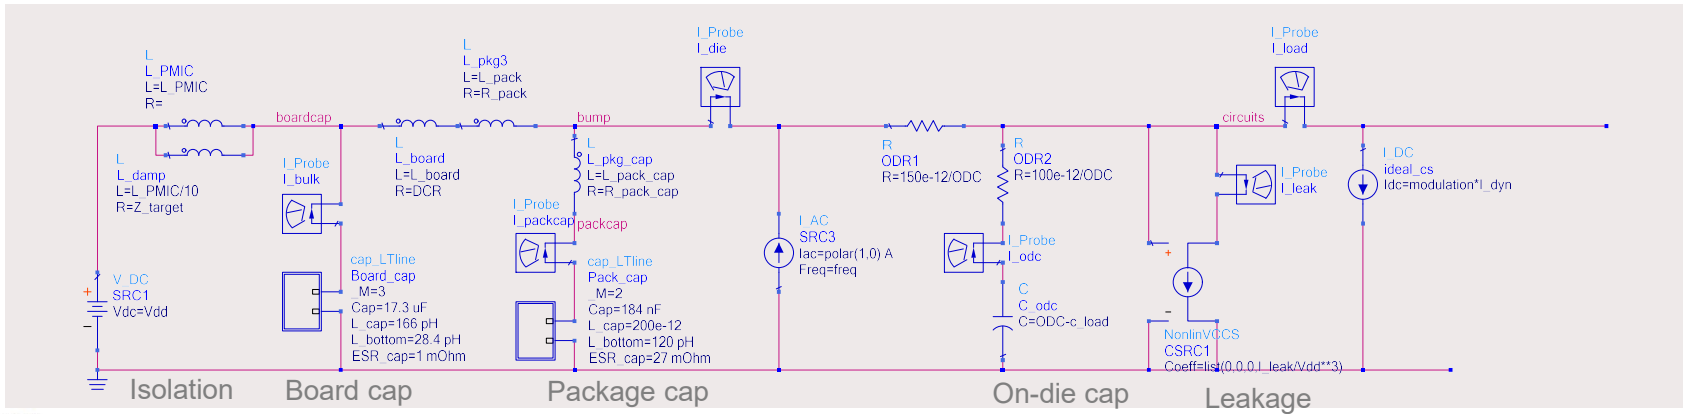 L
L_PMIC
L=L_PMIC
R=
L
L_damp
L=L_PMIC/10
R=Z_target
V_DC
SRC1
Vdc=Vdd
+
−
Isolation
boardcap
I_Probe
I_bulk
cap_LTline
Board_cap
_M=3
Cap=17.3 uF
L_cap=166 pH
L_bottom=28.4 pH
ESR_cap=1 mOhm
Board cap
L
L_board
L=L_board
R=DCR
L
L_pkg3
L=L_pack
R=R_pack
bump
L
L_pkg_cap
L=L_pack_cap
R=R_pack_cap
I_Probe
I_packcap
packcap
cap_LTline
Pack_cap
_M=2
Cap=184 nF
L_cap=200e-12
L_bottom=120 pH
ESR_cap=27 mOhm
Package cap
I_Probe
I_die
I_AC
SRC3
Iac=polar(1,0) A
Freq=freq
R
ODR1
R=150e-12/ODC
R
ODR2
R=100e-12/ODC
I_Probe
I_odc
C
C_odc
C=ODC-c_load
On-die cap
circuits
I_Probe
I_load
I_Probe
I_leak
+
−
NonlinVCCS
CSRC1
Coeff=list(0,0,0,I_leak/Vdd**3)
Leakage
I_DC
ideal_cs
Idc=modulation*I_dyn